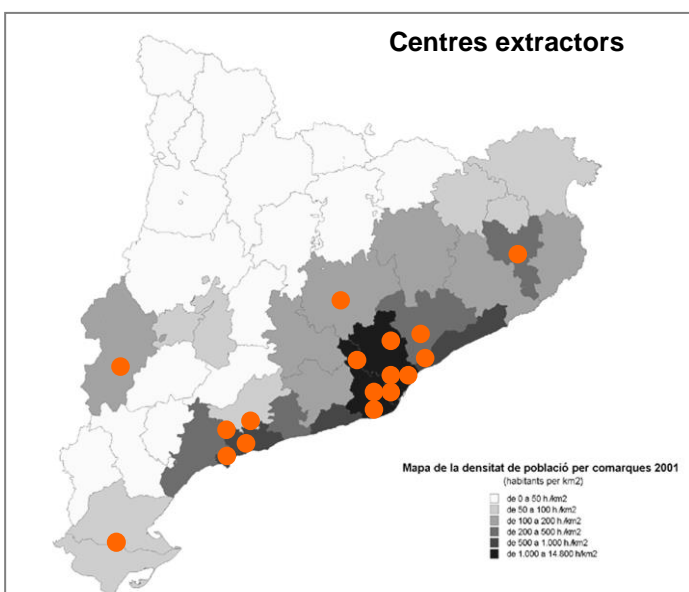 Centres extractors
Mapa de la densitat de població per comarques 2001
(habitants per km2)
de 0 a 50 h./km2
de 50 a 100 h./km2
de 100 a 200 h./km2
de 200 a 500 h./km2
de 500 a 1.000 h./km2
de 1.000 a 14.800 h/km2